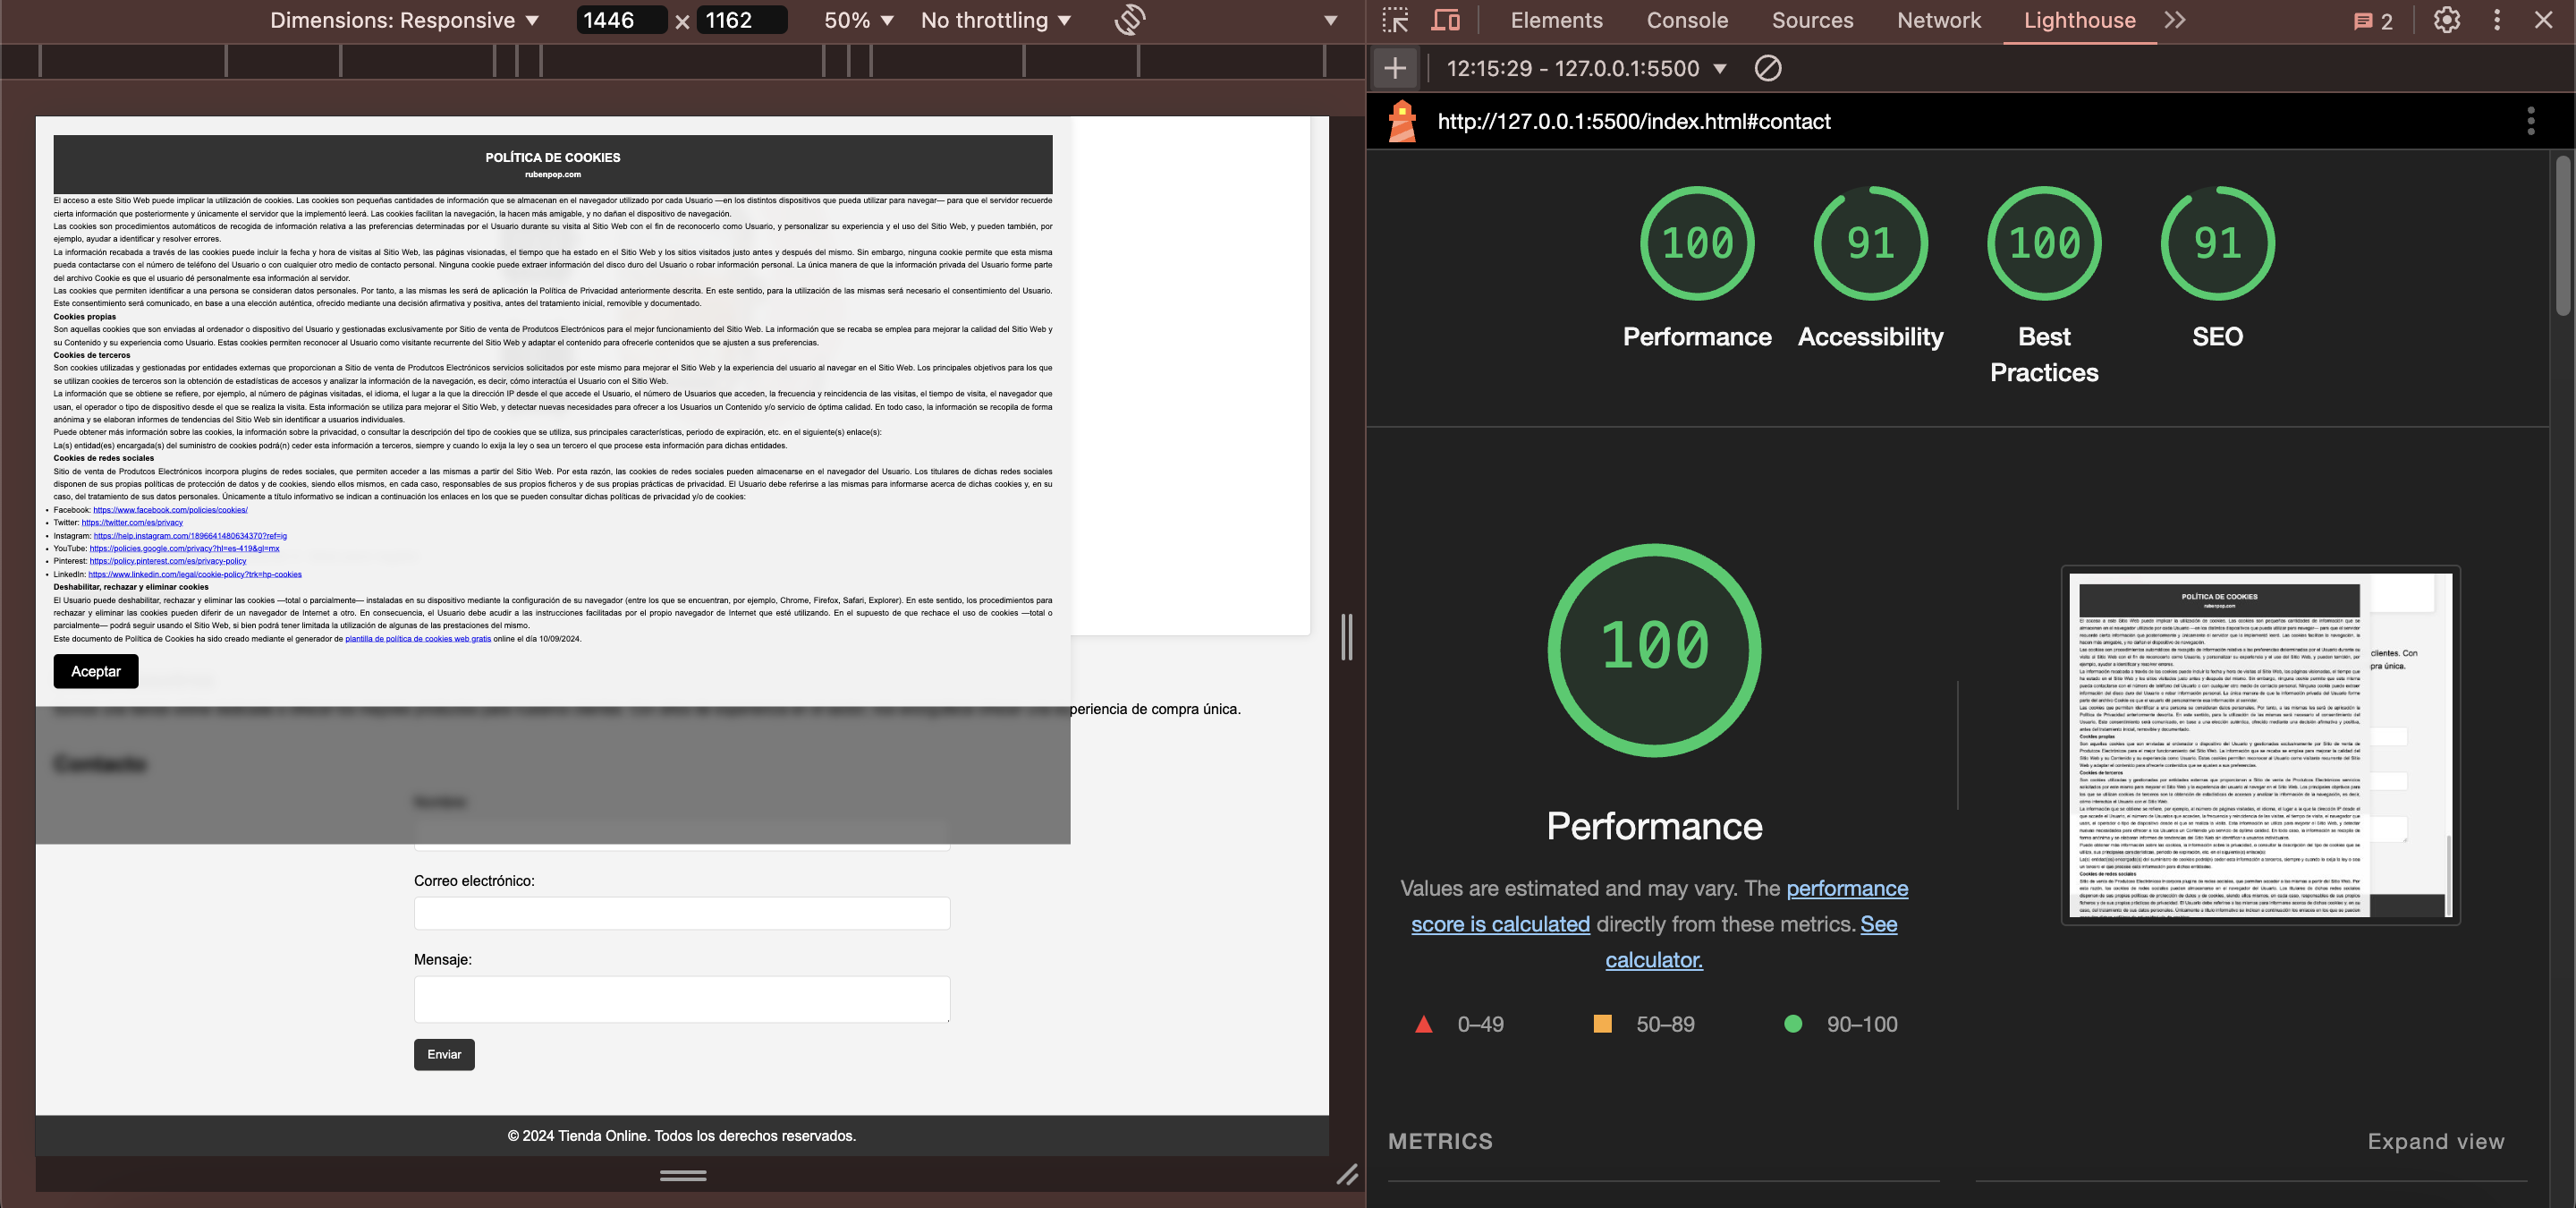 Dimensions: Responsive ▼ 1446 × 1162 50% ▼ No throttling ▼
Elements Console Sources Network Lighthouse 2
12:15:29 - 127.0.0.1:5500 ▼
http://127.0.0.1:5500/index.html#contact
POLÍTICA DE COOKIES
rubenpop.com
El acceso a este Sitio Web puede implicar la utilización de cookies. Las cookies son pequeñas cantidades de información que se almacenan en el navegador utilizado por cada Usuario —en los distintos dispositivos que pueda utilizar para navegar— para que el servidor recuerde
cierta información que posteriormente y únicamente el servidor que la implementó leerá. Las cookies facilitan la navegación, la hacen más amigable, y no dañan el dispositivo de navegación.
Las cookies son procedimientos automáticos de recogida de información relativa a las preferencias determinadas por el Usuario durante su visita al Sitio Web con el fin de reconocerlo como Usuario, y personalizar su experiencia y el uso del Sitio Web, y pueden también, por
ejemplo, ayudar a identificar y resolver errores.
La información recabada a través de las cookies puede incluir la fecha y hora de visitas al Sitio Web, las páginas visionadas, el tiempo que ha estado en el Sitio Web y los sitios visitados justo antes y después del mismo. Sin embargo, ninguna cookie permite que esta misma
pueda contactarse con el número de teléfono del Usuario o con cualquier otro medio de contacto personal. Ninguna cookie puede extraer información del disco duro del Usuario o robar información personal. La única manera de que la información privada del Usuario forme parte
del archivo Cookie es que el usuario dé personalmente esa información al servidor.
Las cookies que permiten identificar a una persona se consideran datos personales. Por tanto, a las mismas les será de aplicación la Política de Privacidad anteriormente descrita. En este sentido, para la utilización de las mismas será necesario el consentimiento del Usuario.
Este consentimiento será comunicado, en base a una elección auténtica, ofrecido mediante una decisión afirmativa y positiva, antes del tratamiento inicial, removible y documentado.
Cookies propias
Son aquellas cookies que son enviadas al ordenador o dispositivo del Usuario y gestionadas exclusivamente por Sitio de venta de Produtcos Electrónicos para el mejor funcionamiento del Sitio Web. La información que se recaba se emplea para mejorar la calidad del Sitio Web y
su Contenido y su experiencia como Usuario. Estas cookies permiten reconocer al Usuario como visitante recurrente del Sitio Web y adaptar el contenido para ofrecerle contenidos que se ajusten a sus preferencias.
Cookies de terceros
Son cookies utilizadas y gestionadas por entidades externas que proporcionan a Sitio de venta de Produtcos Electrónicos servicios solicitados por este mismo para mejorar el Sitio Web y la experiencia del usuario al navegar en el Sitio Web. Los principales objetivos para los que
se utilizan cookies de terceros son la obtención de estadísticas de accesos y analizar la información de la navegación, es decir, cómo interactúa el Usuario con el Sitio Web.
La información que se obtiene se refiere, por ejemplo, al número de páginas visitadas, el idioma, el lugar a la que la dirección IP desde el que accede el Usuario, el número de Usuarios que acceden, la frecuencia y reincidencia de las visitas, el tiempo de visita, el navegador que
usan, el operador o tipo de dispositivo desde el que se realiza la visita. Esta información se utiliza para mejorar el Sitio Web, y detectar nuevas necesidades para ofrecer a los Usuarios un Contenido y/o servicio de óptima calidad. En todo caso, la información se recopila de forma
anónima y se elaboran informes de tendencias del Sitio Web sin identificar a usuarios individuales.
Puede obtener más información sobre las cookies, la información sobre la privacidad, o consultar la descripción del tipo de cookies que se utiliza, sus principales características, periodo de expiración, etc. en el siguiente(s) enlace(s):
La(s) entidad(es) encargada(s) del suministro de cookies podrá(n) ceder esta información a terceros, siempre y cuando lo exija la ley o sea un tercero el que procese esta información para dichas entidades.
Cookies de redes sociales
Sitio de venta de Produtcos Electrónicos incorpora plugins de redes sociales, que permiten acceder a las mismas a partir del Sitio Web. Por esta razón, las cookies de redes sociales pueden almacenarse en el navegador del Usuario. Los titulares de dichas redes sociales
disponen de sus propias políticas de protección de datos y de cookies, siendo ellos mismos, en cada caso, responsables de sus propios ficheros y de sus propias prácticas de privacidad. El Usuario debe referirse a las mismas para informarse acerca de dichas cookies y, en su
caso, del tratamiento de sus datos personales. Únicamente a título informativo se indican a continuación los enlaces en los que se pueden consultar dichas políticas de privacidad y/o de cookies:
• Facebook: https://www.facebook.com/policies/cookies/
• Twitter: https://twitter.com/es/privacy
• Instagram: https://help.instagram.com/1896641480634370?ref=ig
• YouTube: https://policies.google.com/privacy?hl=es-419&gl=mx
• Pinterest: https://policy.pinterest.com/es/privacy-policy
• LinkedIn: https://www.linkedin.com/legal/cookie-policy?trk=hp-cookies
Deshabilitar, rechazar y eliminar cookies
El Usuario puede deshabilitar, rechazar y eliminar las cookies —total o parcialmente— instaladas en su dispositivo mediante la configuración de su navegador (entre los que se encuentran, por ejemplo, Chrome, Firefox, Safari, Explorer). En este sentido, los procedimientos para
rechazar y eliminar las cookies pueden diferir de un navegador de Internet a otro. En consecuencia, el Usuario debe acudir a las instrucciones facilitadas por el propio navegador de Internet que esté utilizando. En el supuesto de que rechace el uso de cookies —total o
parcialmente— podrá seguir usando el Sitio Web, si bien podrá tener limitada la utilización de algunas de las prestaciones del mismo.
Este documento de Política de Cookies ha sido creado mediante el generador de plantilla de política de cookies web gratis online el día 10/09/2024.
Aceptar
periencia de compra única.
Contacto
Nombre
Correo electrónico:
Mensaje:
Enviar
© 2024 Tienda Online. Todos los derechos reservados.
100 91 100 91
Performance Accessibility Best Practices SEO
100
Performance
Values are estimated and may vary. The performance
score is calculated directly from these metrics. See
calculator.
0–49 50–89 90–100
POLÍTICA DE COOKIES
rubenpop.com
clientes. Con
pra única.
METRICS Expand view